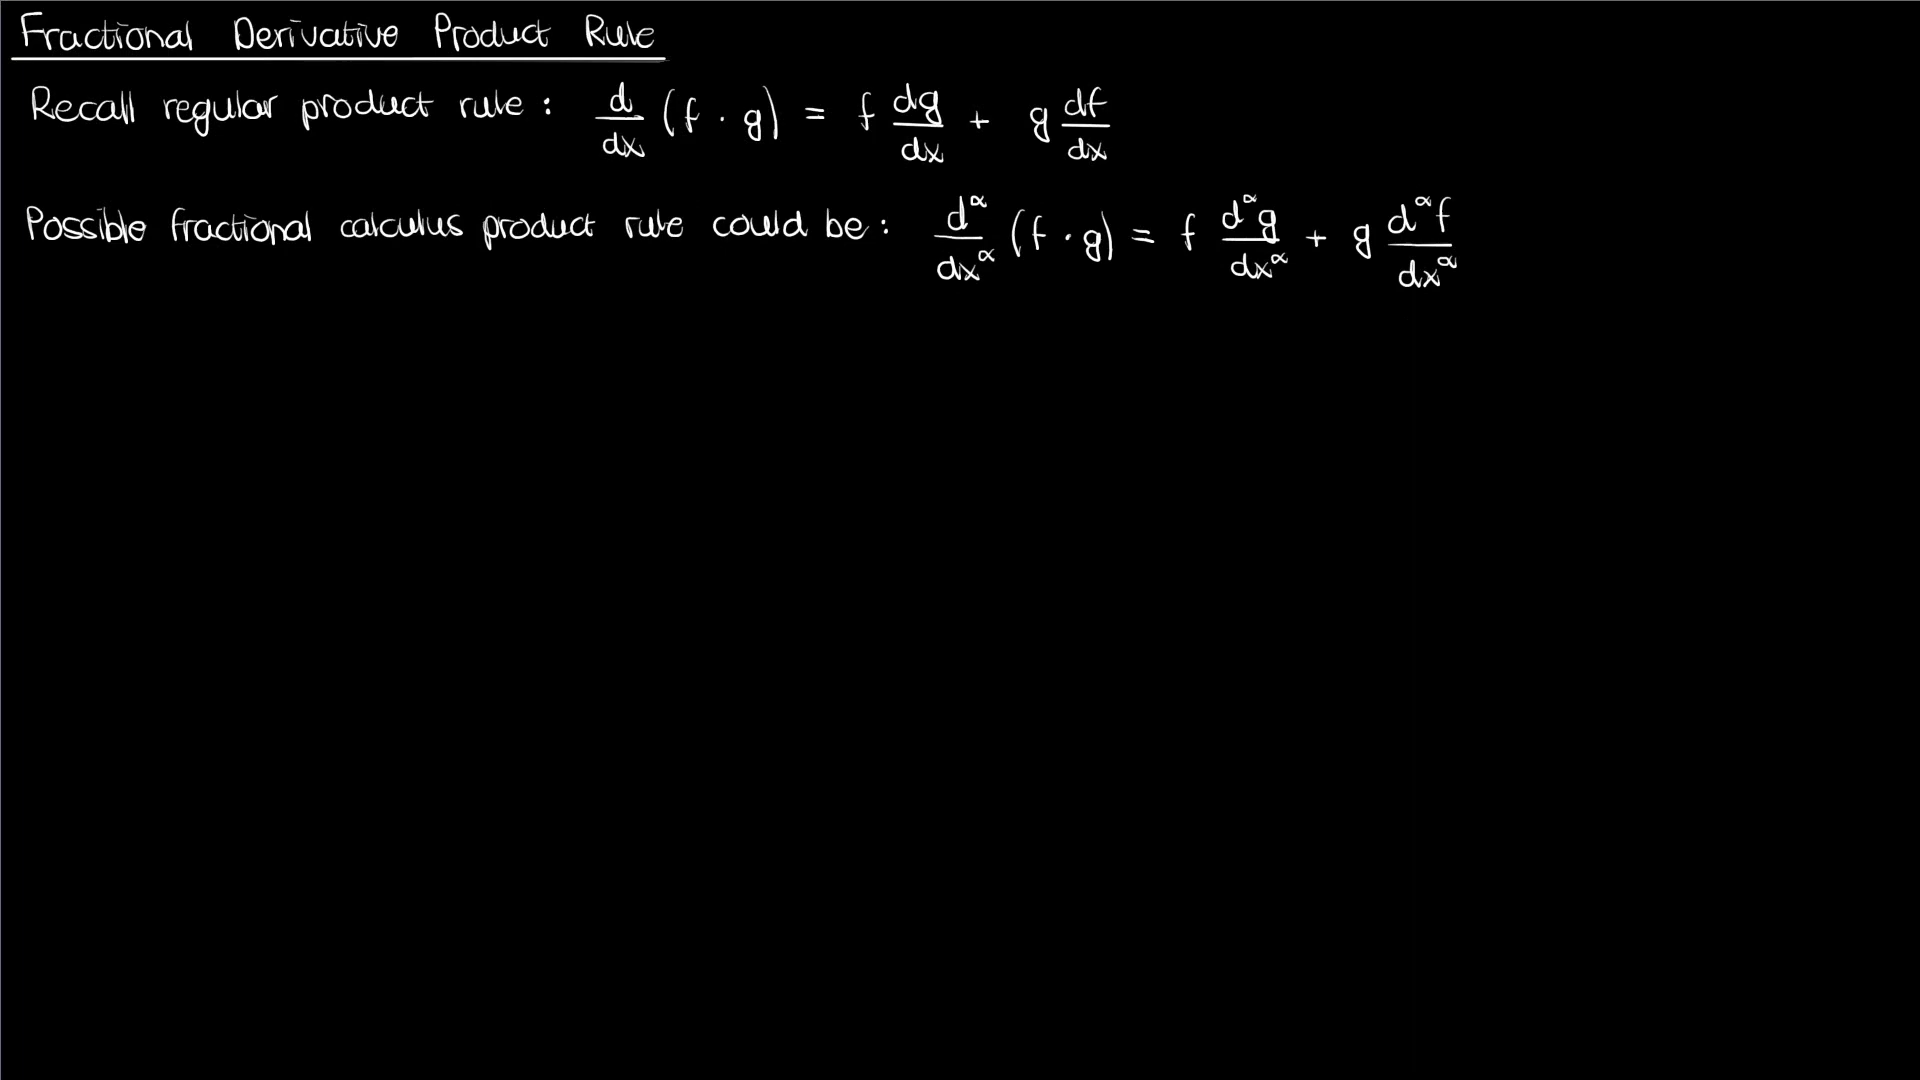 Fractional Derivative Product Rule
Recall regular product rule: d/dx (f · g) = f dg/dx + g df/dx
Possible fractional calculus product rule could be: d^α/dx^α (f · g) = f d^αg/dx^α + g d^αf/dx^α